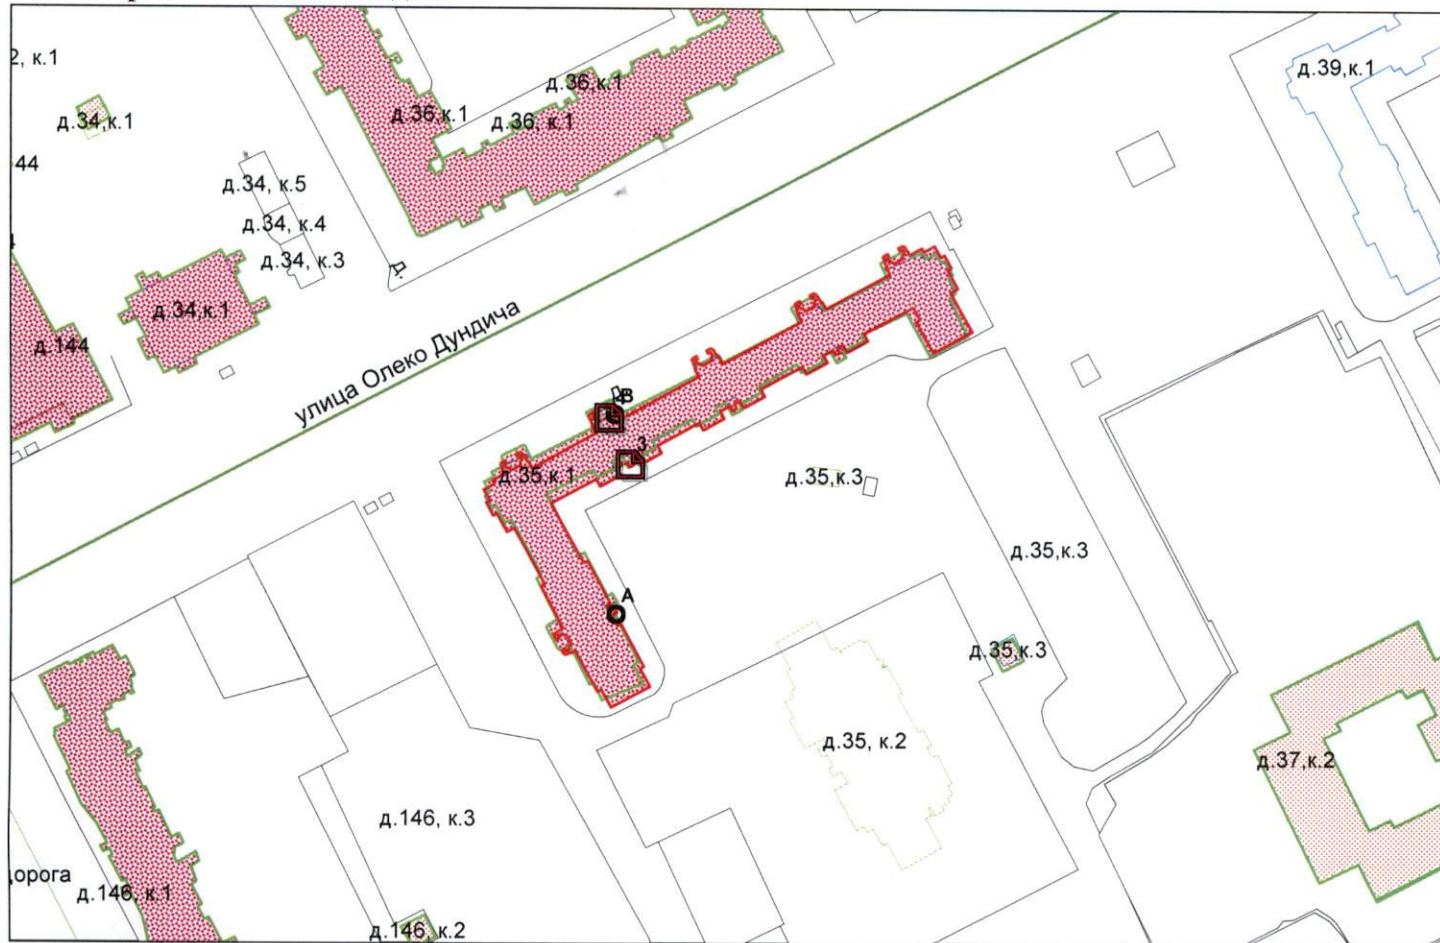 2, к.1
д.34,к.1
44
д.34, к.5
д.34, к.4
д.34, к.3
д.34,к.1
д.144
д.36,к.1
д.36,к.1
д.36, к.1
д.39,к.1
д.
улица Олеко Дундича
В
3
д.35,к.1
д.35,к.3
д.35,к.3
А
д.35,к.3
д.35, к.2
д.37,к.2
д.146, к.3
дорога
д.146, к.1
д.146, к.2